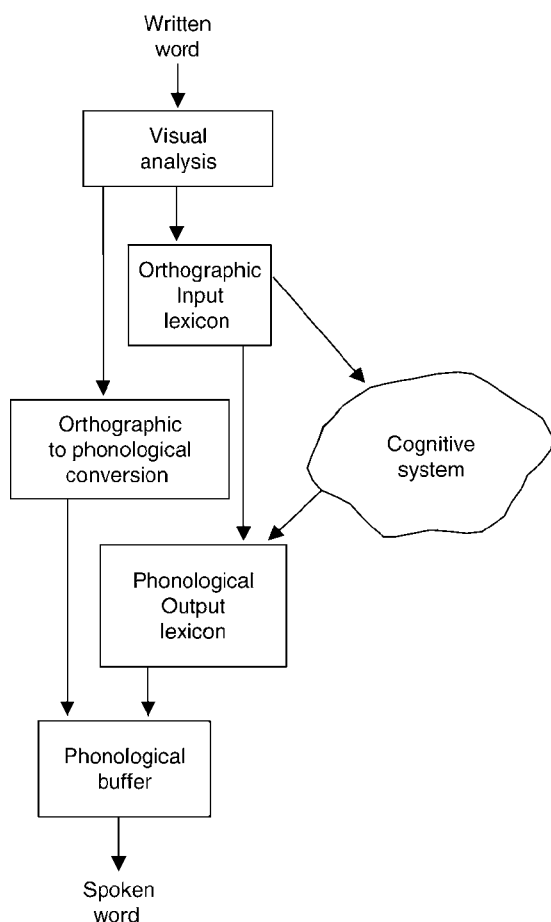 Written
word
Visual
analysis
Orthographic
Input
lexicon
Orthographic
to phonological
conversion
Cognitive
system
Phonological
Output
lexicon
Phonological
buffer
Spoken
word